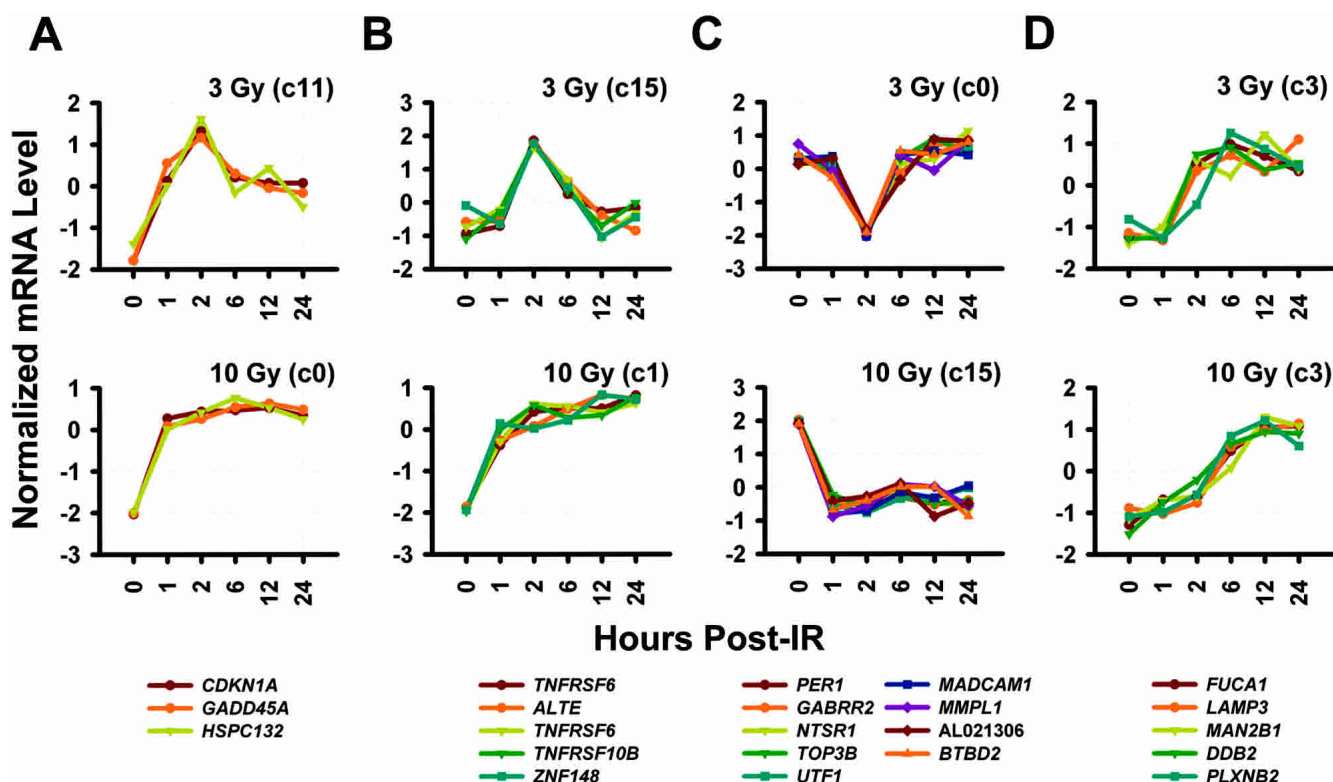 A
B
C
D
3 Gy (c11)
3 Gy (c15)
3 Gy (c0)
3 Gy (c3)
Normalized mRNA Level
2
1
0
-1
-2
0
1
2
6
12
24
3
2
1
0
-1
-2
0
1
2
6
12
24
2
1
0
-1
-2
-3
0
1
2
6
12
24
2
1
0
-1
-2
0
1
2
6
12
24
10 Gy (c0)
10 Gy (c1)
10 Gy (c15)
10 Gy (c3)
1
0
-1
-2
-3
0
1
2
6
12
24
1
0
-1
-2
-3
0
1
2
6
12
24
3
2
1
0
-1
-2
0
1
2
6
12
24
2
1
0
-1
-2
0
1
2
6
12
24
Hours Post-IR
CDKN1A
GADD45A
HSPC132
TNFRSF6
ALTE
TNFRSF6
TNFRSF10B
ZNF148
PER1
GABRR2
NTSR1
TOP3B
UTF1
MADCAM1
MMPL1
AL021306
BTBD2
FUCA1
LAMP3
MAN2B1
DDB2
PLXNB2